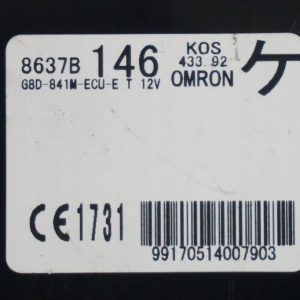 8637B 146 KOS 433.92 ケ
G8D-841M-ECU-E T 12V OMRON
CE1731
99170514007903